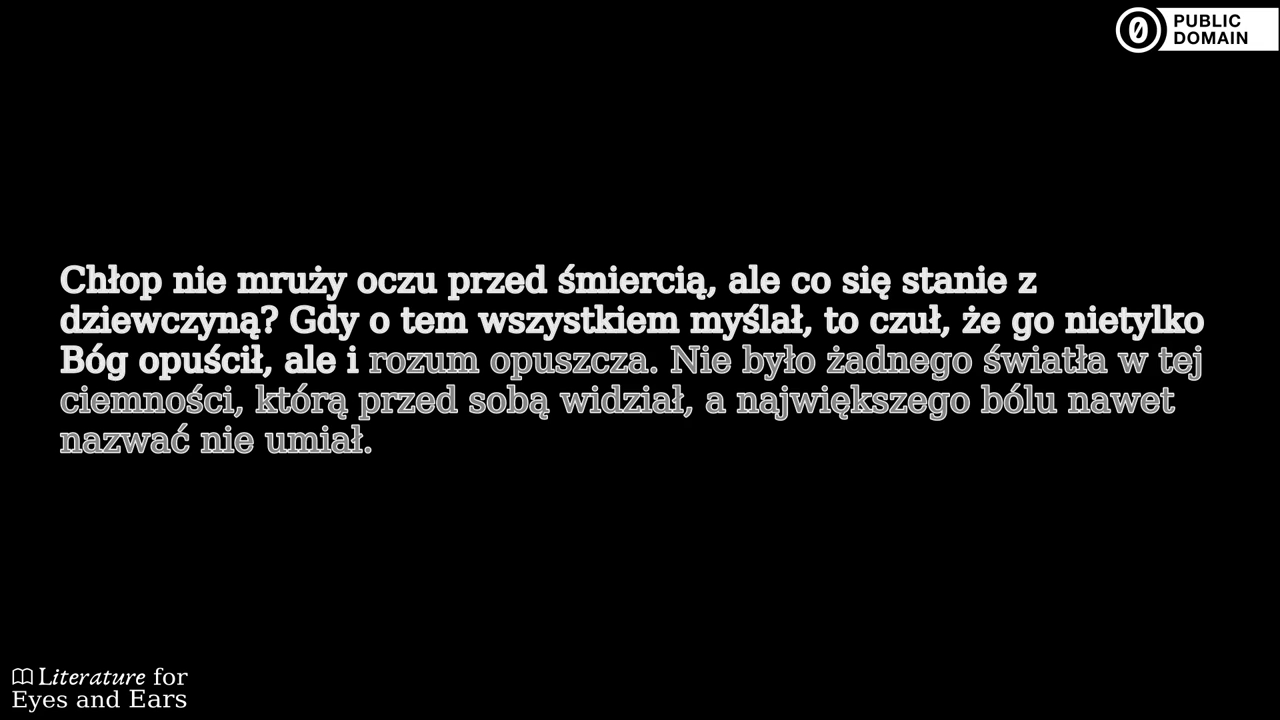 PUBLIC
DOMAIN
Chłop nie mruży oczu przed śmiercią, ale co się stanie z
dziewczyną? Gdy o tem wszystkiem myślał, to czuł, że go nietylko
Bóg opuścił, ale i rozum opuszcza. Nie było żadnego światła w tej
ciemności, którą przed sobą widział, a największego bólu nawet
nazwać nie umiał.
Literature for
Eyes and Ears